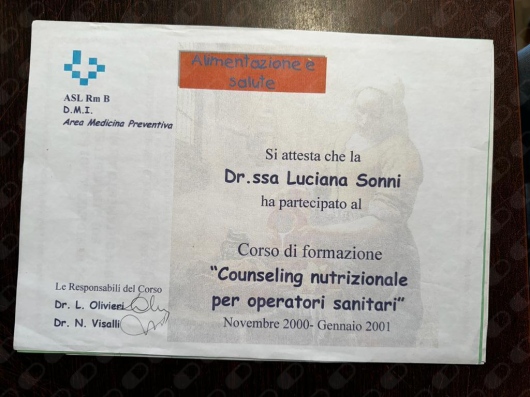 Alimentazione e
salute
ASL Rm B
D.M.I.
Area Medicina Preventiva
Si attesta che la
Dr.ssa Luciana Sonni
ha partecipato al
Corso di formazione
“Counseling nutrizionale
per operatori sanitari”
Novembre 2000- Gennaio 2001
Le Responsabili del Corso
Dr. L. Olivieri
Dr. N. Visalli